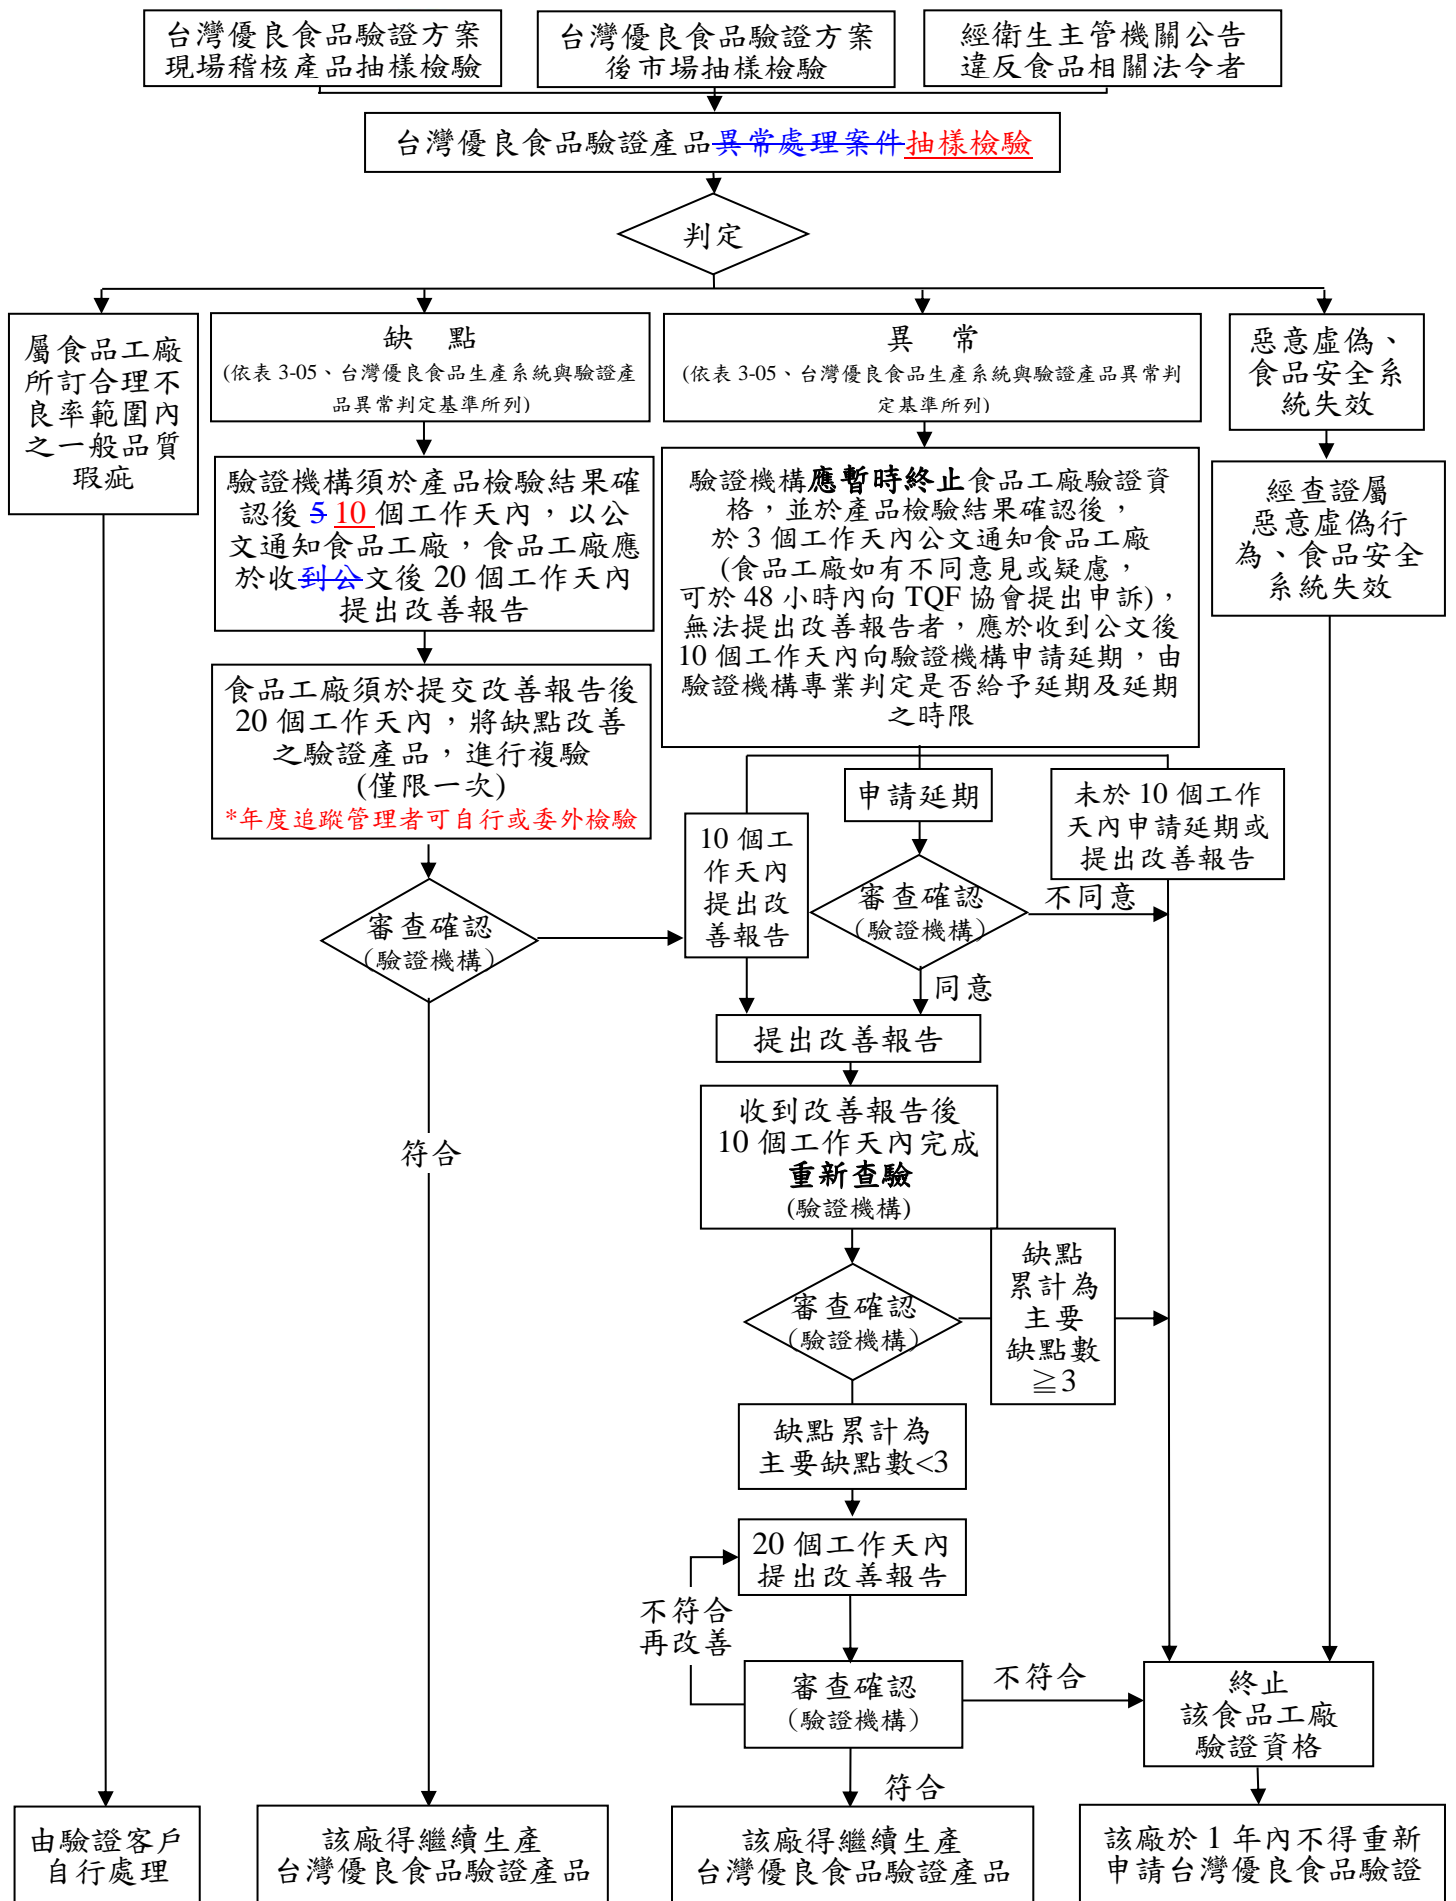 台灣優良食品驗證方案
現場稽核產品抽樣檢驗
台灣優良食品驗證方案
後市場抽樣檢驗
經衛生主管機關公告
違反食品相關法令者
台灣優良食品驗證產品異常處理案件抽樣檢驗
判定
屬食品工廠
所訂合理不
良率範圍內
之一般品質
瑕疵
缺 點
(依表 3-05、台灣優良食品生產系統與驗證產
品異常判定基準所列)
異 常
(依表 3-05、台灣優良食品生產系統與驗證產品異常判
定基準所列)
惡意虛偽、
食品安全系
統失效
驗證機構須於產品檢驗結果確
認後 5 10 個工作天內，以公
文通知食品工廠，食品工廠應
於收到公文後 20 個工作天內
提出改善報告
驗證機構應暫時終止食品工廠驗證資
格，並於產品檢驗結果確認後，
於 3 個工作天內公文通知食品工廠
(食品工廠如有不同意見或疑慮，
可於 48 小時內向 TQF 協會提出申訴)，
無法提出改善報告者，應於收到公文後
10 個工作天內向驗證機構申請延期，由
驗證機構專業判定是否給予延期及延期
之時限
經查證屬
惡意虛偽行
為、食品安全
系統失效
食品工廠須於提交改善報告後
20 個工作天內，將缺點改善
之驗證產品，進行複驗
(僅限一次)
*年度追蹤管理者可自行或委外檢驗
10 個工
作天內
提出改
善報告
申請延期
未於 10 個工作
天內申請延期或
提出改善報告
審查確認
(驗證機構)
審查確認
(驗證機構)
不同意
同意
提出改善報告
收到改善報告後
10 個工作天內完成
重新查驗
(驗證機構)
符合
審查確認
(驗證機構)
缺點
累計為
主要
缺點數
≧3
缺點累計為
主要缺點數<3
20 個工作天內
提出改善報告
不符合
再改善
審查確認
(驗證機構)
不符合
終止
該食品工廠
驗證資格
符合
由驗證客戶
自行處理
該廠得繼續生產
台灣優良食品驗證產品
該廠得繼續生產
台灣優良食品驗證產品
該廠於 1 年內不得重新
申請台灣優良食品驗證